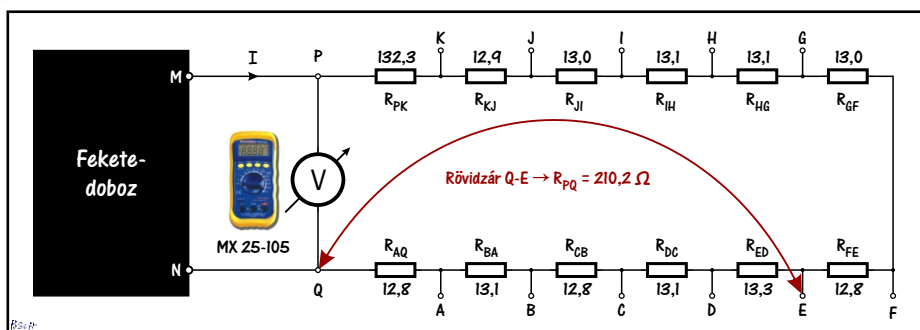 K J I H G
M I P 132,3 12,9 13,0 13,1 13,1 13,0
R_PK R_KJ R_JI R_IH R_HG R_GF
Fekete-
doboz
V
Rövidzár Q-E → R_PQ = 210,2 Ω
MX 25-105
R_AQ R_BA R_CB R_DC R_ED R_FE
N Q 12,8 13,1 12,8 13,1 13,3 12,8
A B C D E F